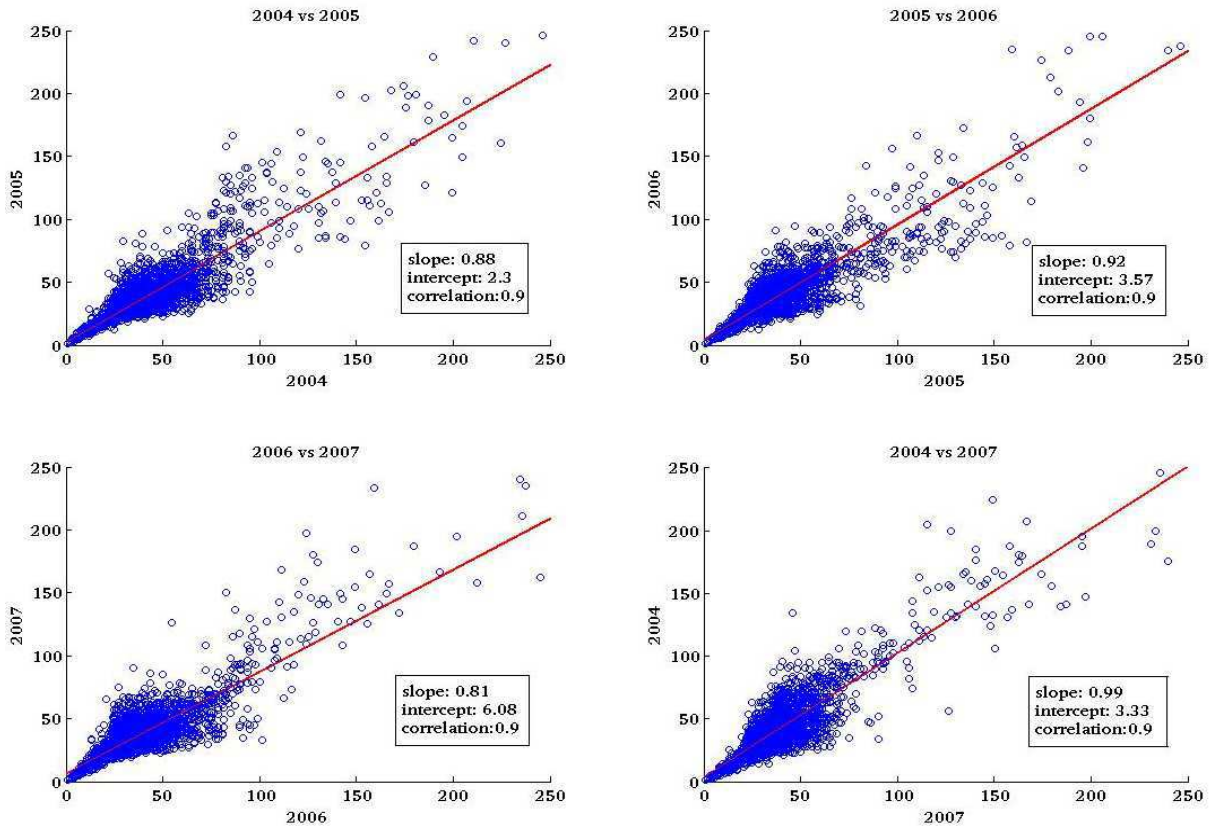 2004 vs 2005
250
200
150
100
50
0
0 50 100 150 200 250
2005
2004
slope: 0.88
intercept: 2.3
correlation:0.9
2005 vs 2006
250
200
150
100
50
0
0 50 100 150 200 250
2006
2005
slope: 0.92
intercept: 3.57
correlation:0.9
2006 vs 2007
250
200
150
100
50
0
0 50 100 150 200 250
2007
2006
slope: 0.81
intercept: 6.08
correlation:0.9
2004 vs 2007
250
200
150
100
50
0
0 50 100 150 200 250
2004
2007
slope: 0.99
intercept: 3.33
correlation:0.9